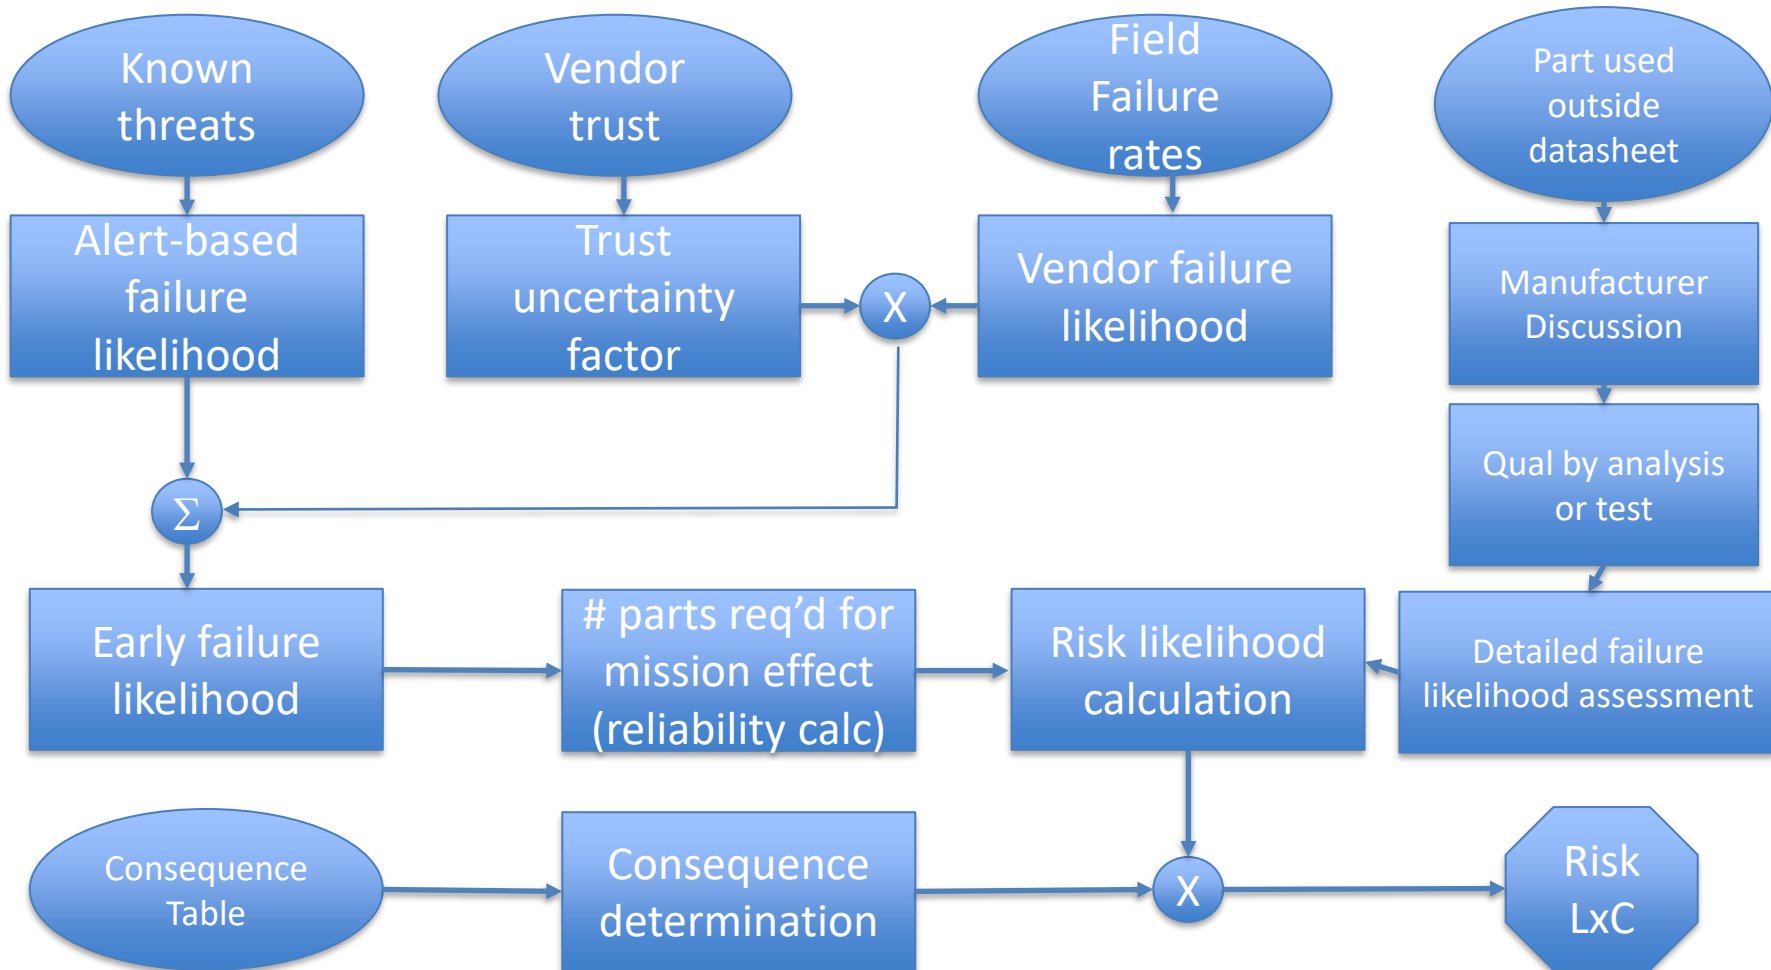 Known
threats
Vendor
trust
Field
Failure
rates
Part used
outside
datasheet
Alert-based
failure
likelihood
Trust
uncertainty
factor
X
Vendor failure
likelihood
Manufacturer
Discussion
Qual by analysis
or test
Σ
Early failure
likelihood
# parts req’d for
mission effect
(reliability calc)
Risk likelihood
calculation
Detailed failure
likelihood assessment
Consequence
Table
Consequence
determination
X
Risk
LxC